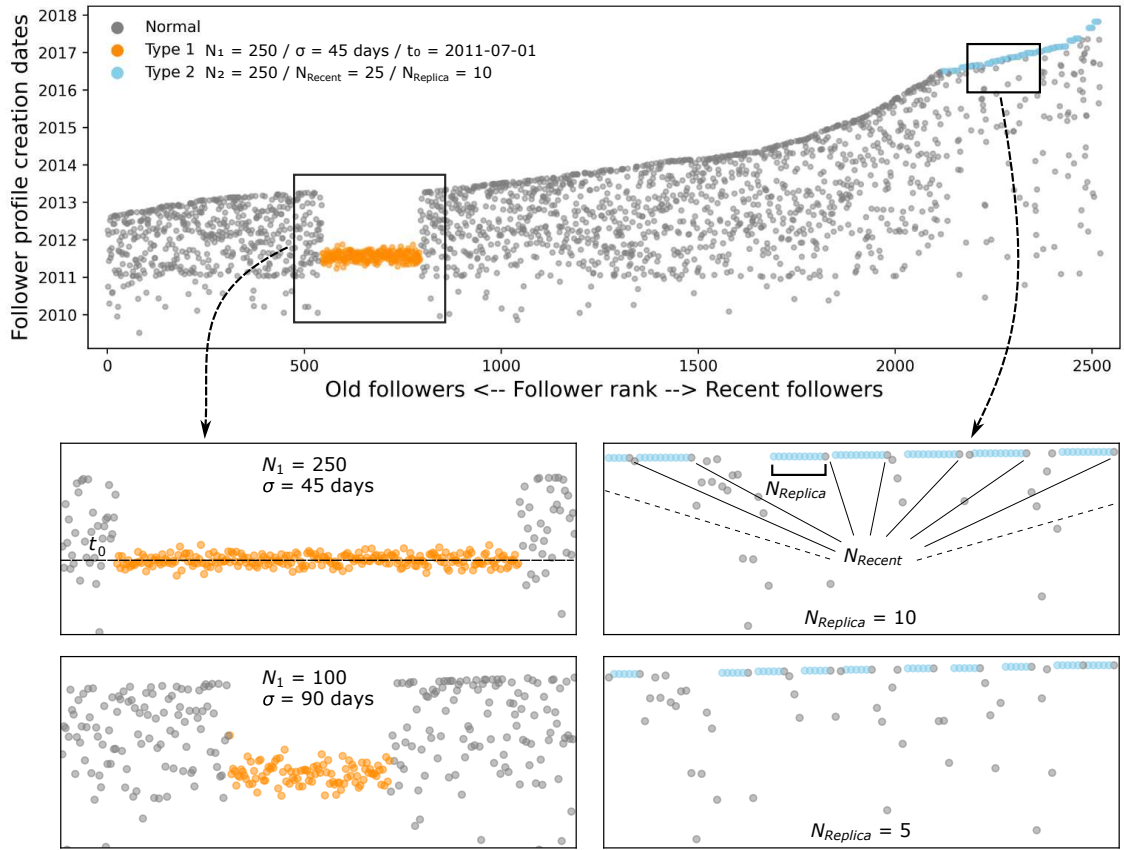 Follower profile creation dates
2018
2017
2016
2015
2014
2013
2012
2011
2010
Normal
Type 1 N₁ = 250 / σ = 45 days / t₀ = 2011-07-01
Type 2 N₂ = 250 / N_Recent = 25 / N_Replica = 10
0 500 1000 1500 2000 2500
Old followers <-- Follower rank --> Recent followers
N₁ = 250
σ = 45 days
t₀
N_Replica
N_Recent
N_Replica = 10
N₁ = 100
σ = 90 days
N_Replica = 5